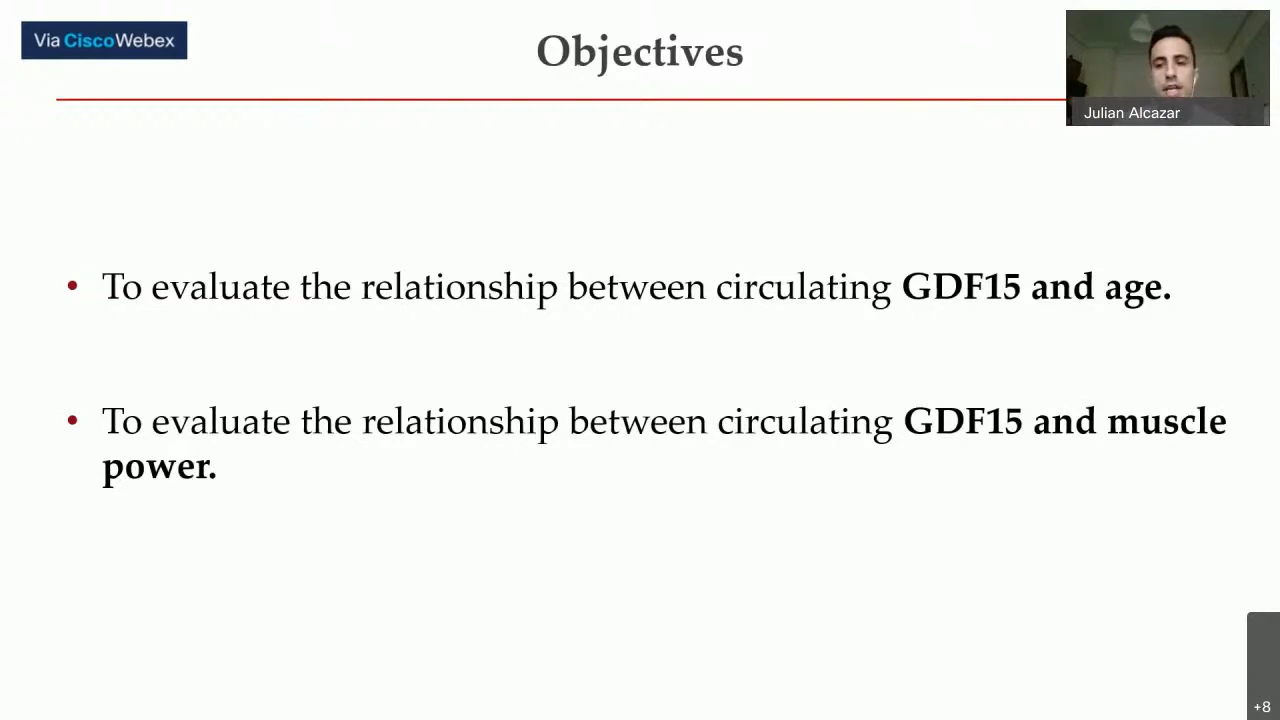 Via CiscoWebex
Objectives
Julian Alcazar
• To evaluate the relationship between circulating GDF15 and age.
• To evaluate the relationship between circulating GDF15 and muscle
power.
+8